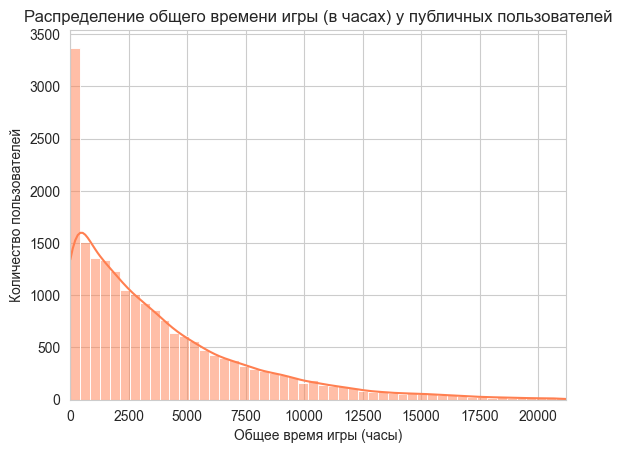 Распределение общего времени игры (в часах) у публичных пользователей
3500
3000
2500
2000
1500
1000
500
0
Количество пользователей
0 2500 5000 7500 10000 12500 15000 17500 20000
Общее время игры (часы)